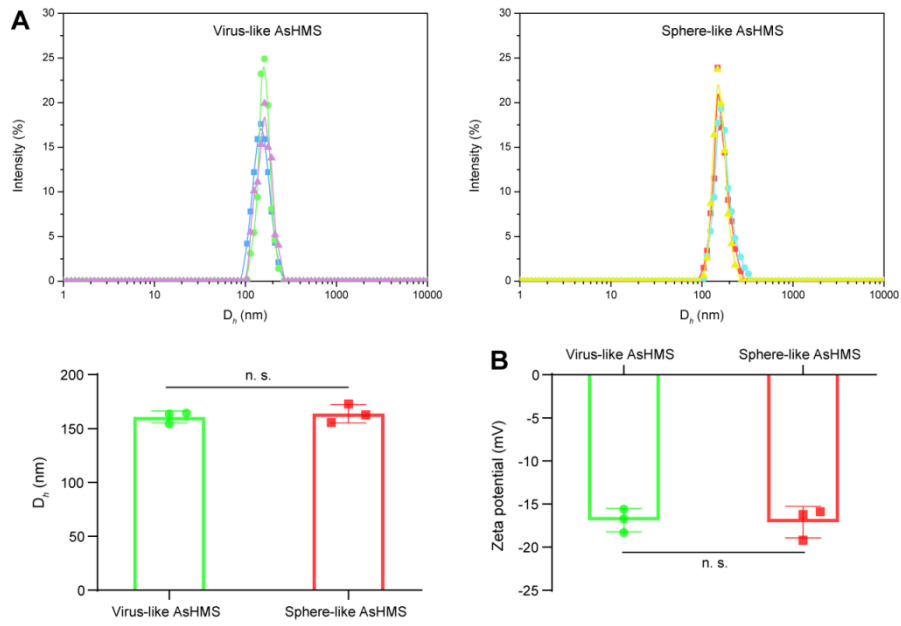 A
Virus-like AsHMS
30
25
20
15
10
5
0
Intensity (%)
1 10 100 1000 10000
Dh (nm)
Sphere-like AsHMS
30
25
20
15
10
5
0
Intensity (%)
1 10 100 1000 10000
Dh (nm)
200
150
100
50
0
Dh (nm)
n. s.
Virus-like AsHMS Sphere-like AsHMS
B
Virus-like AsHMS Sphere-like AsHMS
0
-5
-10
-15
-20
-25
Zeta potential (mV)
n. s.